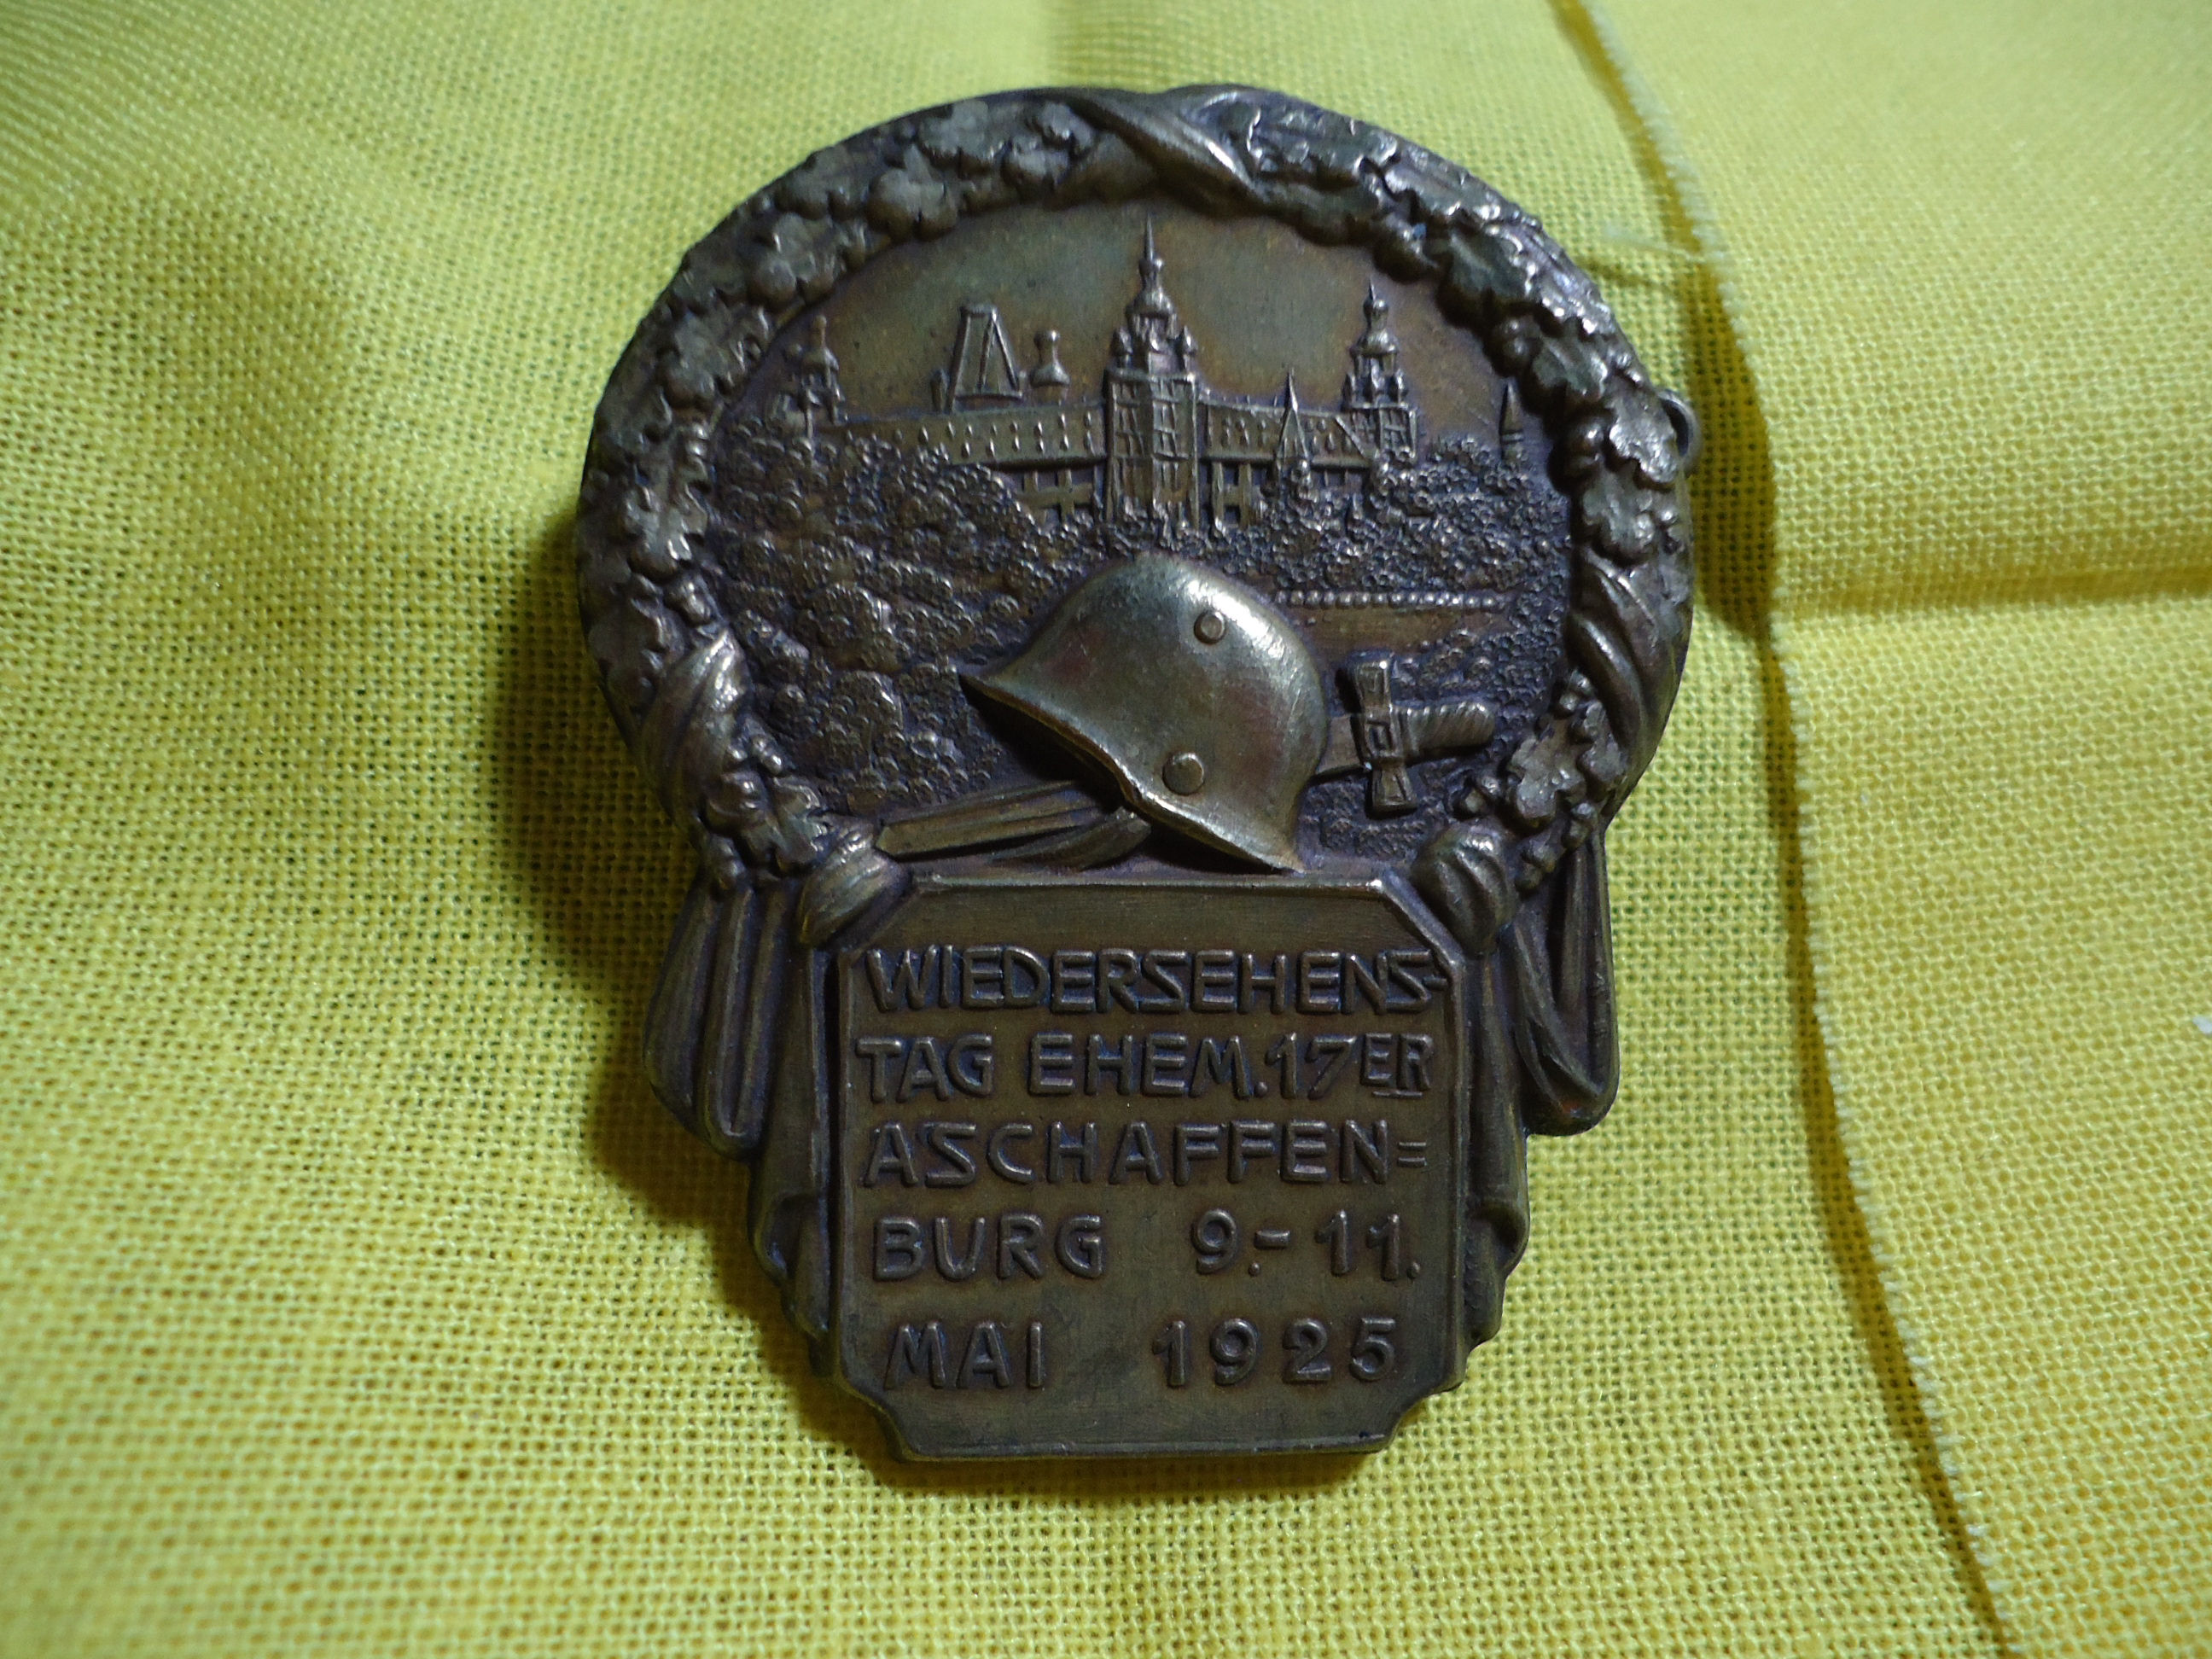 WIEDERSEHENS-
TAG EHEM. 17ER
ASCHAFFEN=
BURG 9.-11.
MAI 1925